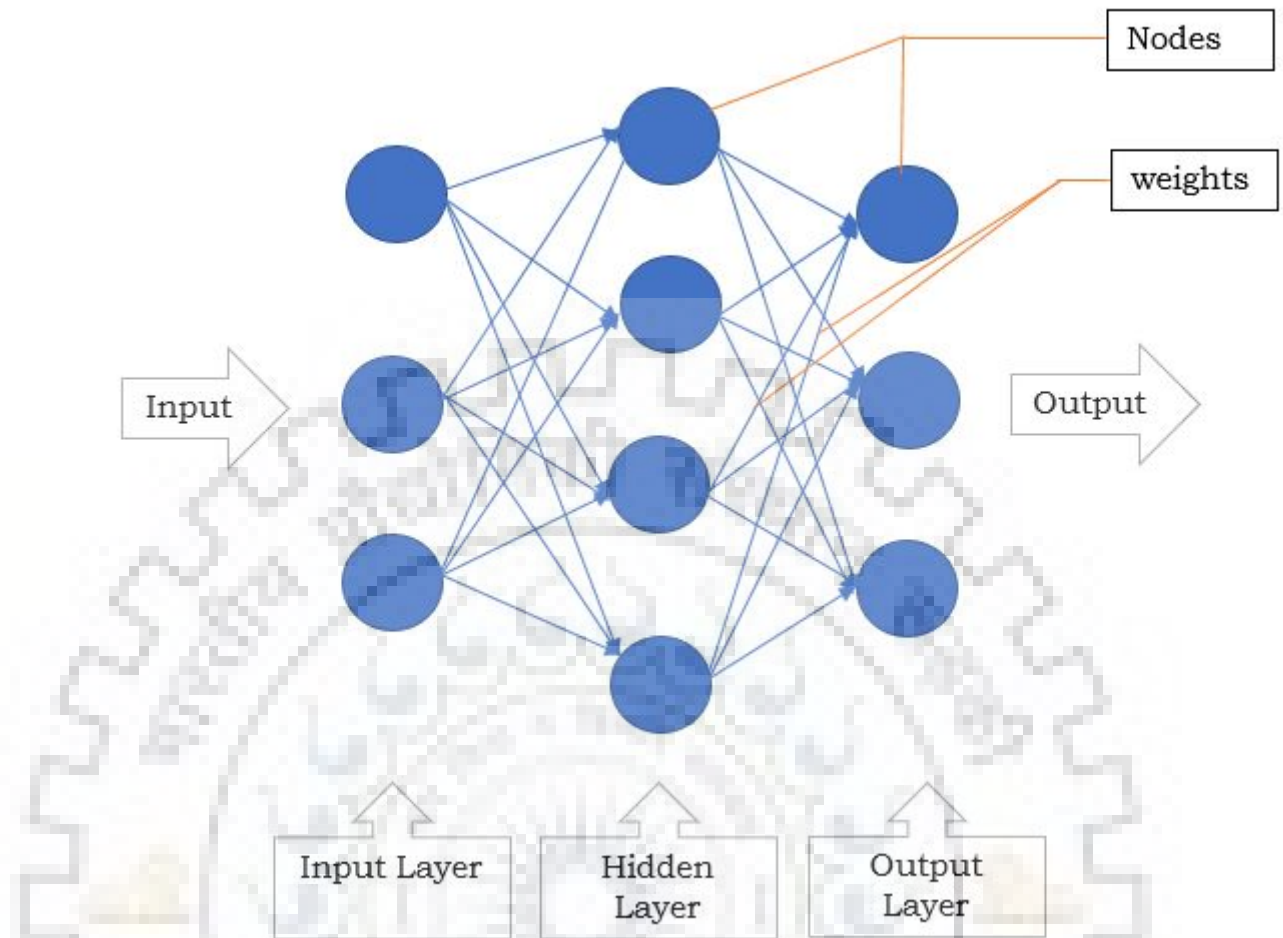 Nodes
weights
Input
Output
Input Layer
Hidden
Layer
Output
Layer